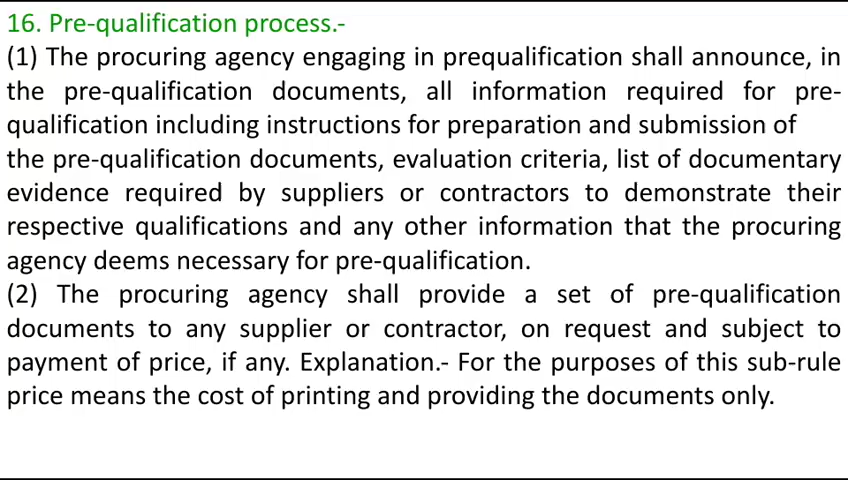 16. Pre-qualification process.-
(1) The procuring agency engaging in prequalification shall announce, in
the pre-qualification documents, all information required for pre-
qualification including instructions for preparation and submission of
the pre-qualification documents, evaluation criteria, list of documentary
evidence required by suppliers or contractors to demonstrate their
respective qualifications and any other information that the procuring
agency deems necessary for pre-qualification.
(2) The procuring agency shall provide a set of pre-qualification
documents to any supplier or contractor, on request and subject to
payment of price, if any. Explanation.- For the purposes of this sub-rule
price means the cost of printing and providing the documents only.